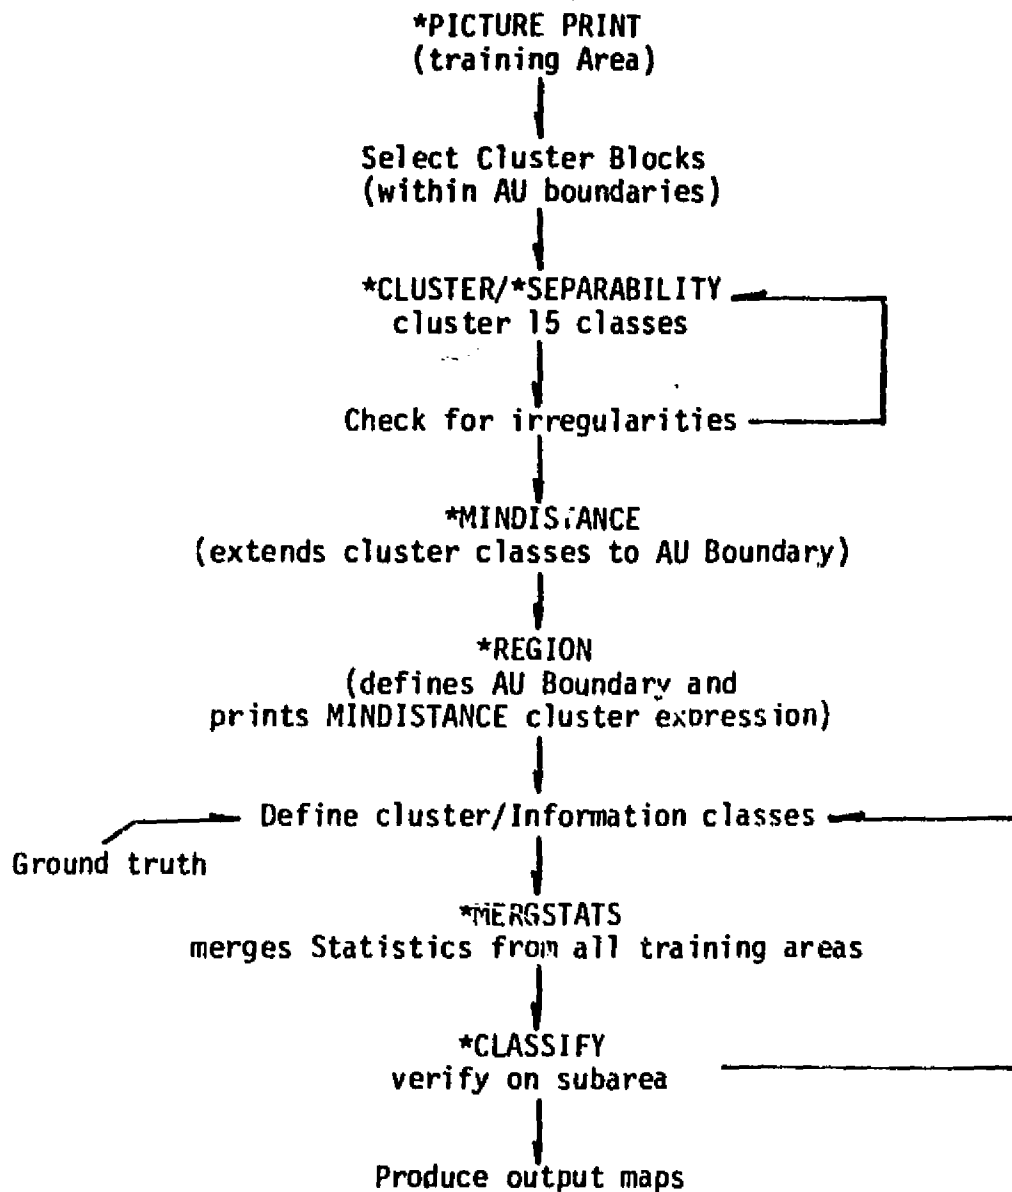 *PICTURE PRINT
(training Area)
Select Cluster Blocks
(within AU boundaries)
*CLUSTER/*SEPARABILITY
cluster 15 classes
Check for irregularities
*MINDISTANCE
(extends cluster classes to AU Boundary)
*REGION
(defines AU Boundary and
prints MINDISTANCE cluster expression)
Define cluster/Information classes
Ground truth
*MERGSTATS
merges Statistics from all training areas
*CLASSIFY
verify on subarea
Produce output maps